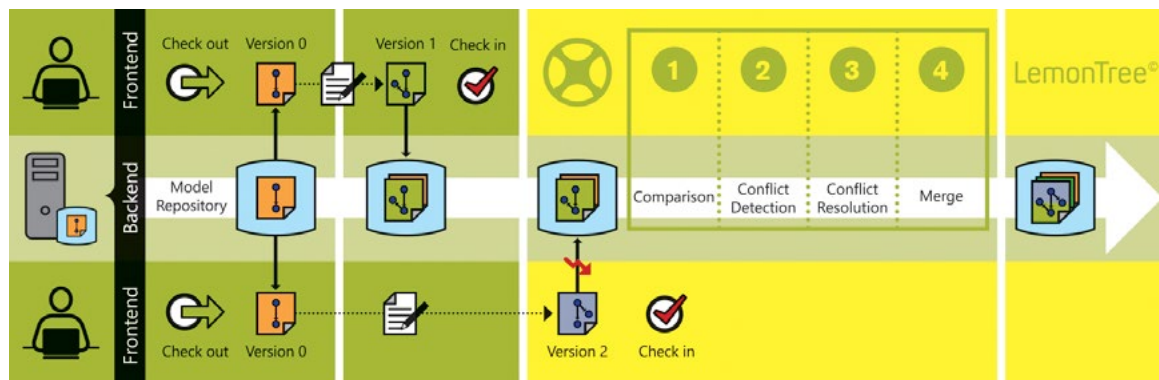 Frontend
Check out
Version 0
Version 1
Check in
1
2
3
4
LemonTree©
Backend
Model
Repository
Comparison
Conflict
Detection
Conflict
Resolution
Merge
Frontend
Check out
Version 0
Version 2
Check in